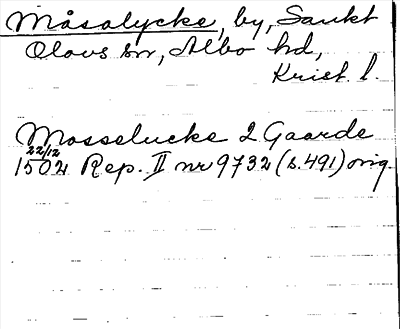 Måsalycke, by, Sankt
Olovs sn, Albo hd,
Krist. l.
Mosselucke 2 Gaarde
22/12
1502 Rep. II nr 9732 (s. 491) orig.